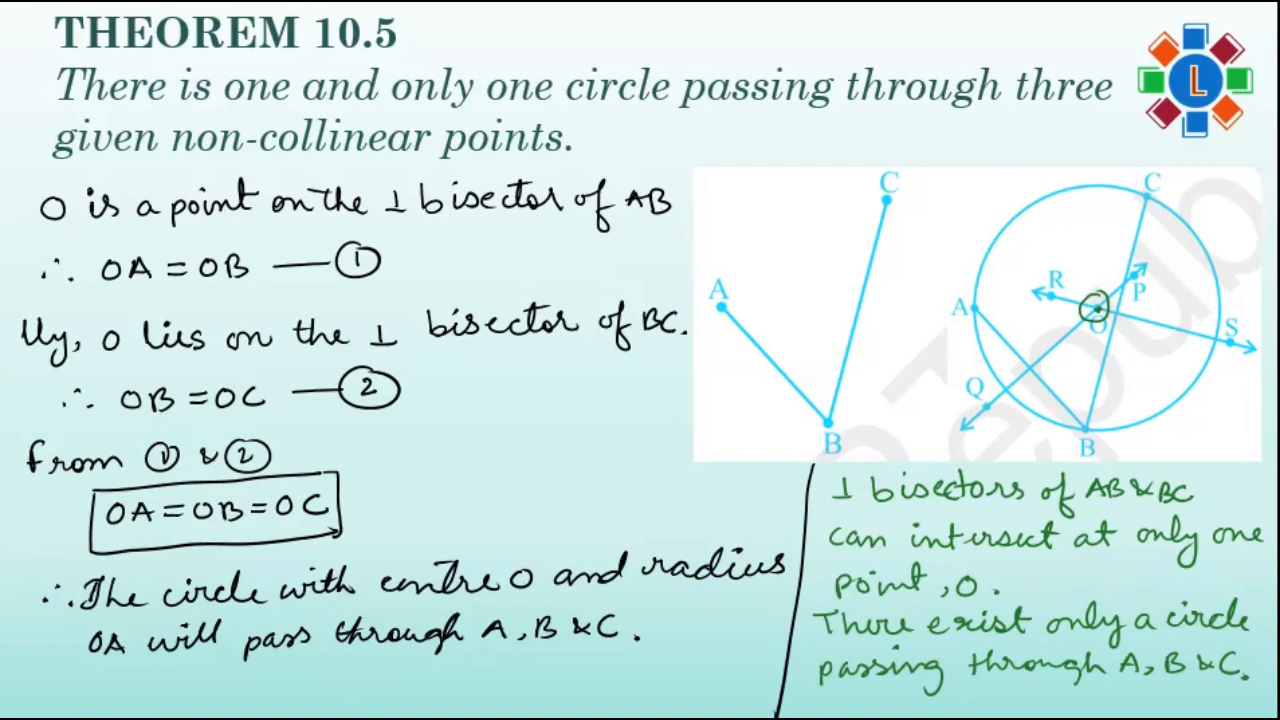 THEOREM 10.5
There is one and only one circle passing through three
given non-collinear points.
L
O is a point on the ⊥ bisector of AB
∴ OA = OB — ①
lly, O lies on the ⊥ bisector of BC.
∴ OB = OC — ②
from ① & ②
OA = OB = OC
∴ The circle with centre O and radius
OA will pass through A, B & C.
A
B
C
A
B
C
R
P
O
S
Q
⊥ bisectors of AB & BC
can intersect at only one
point, O.
There exist only a circle
passing through A, B & C.